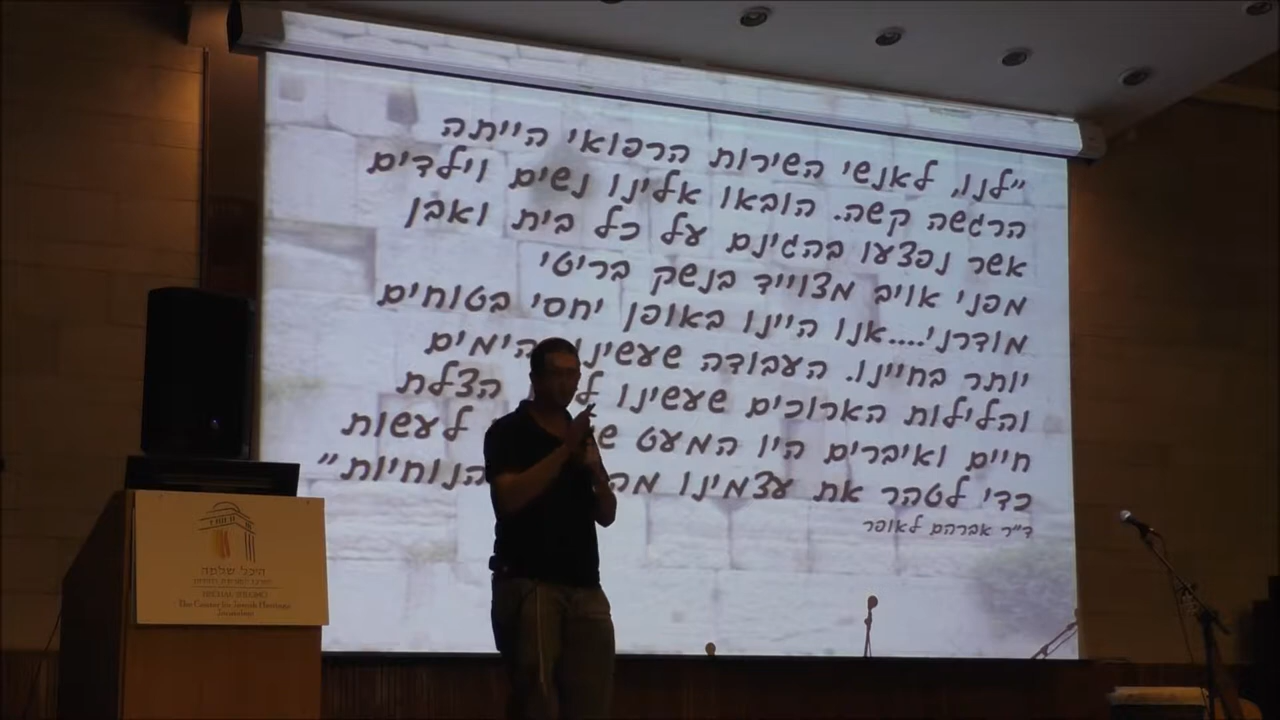 "לנו, לאנשי השירות הרפואי הייתה
הרגשה קשה. הובאו אלינו נשים וילדים
אשר נפצעו בהגינם על כל בית ואבן
מפני אויב מצוייד בנשק בריטי
מודרני....אנו היינו באופן יחסי בטוחים
יותר בחיינו. העבודה שעשינו הימים
והלילות הארוכים שעשינו הצלת
חיים ואיברים היו המעט לעשות
כדי לטהר את עצמינו הנוחיות"
ד"ר אברהם לאופר
היכל שלמה
HEICHAL SHLOMO
The Center for Jewish Heritage
Jerusalem